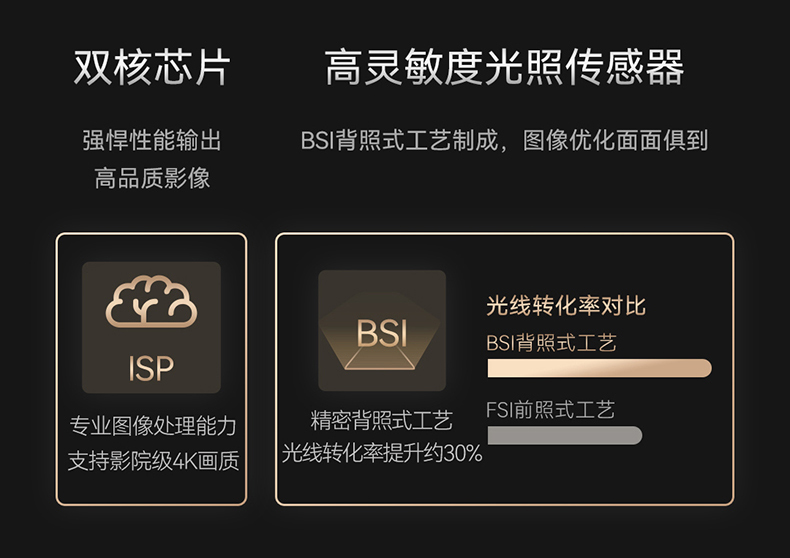 双核芯片
强悍性能输出
高品质影像
ISP
专业图像处理能力
支持影院级4K画质
高灵敏度光照传感器
BSI背照式工艺制成，图像优化面面俱到
BSI
精密背照式工艺
光线转化率提升约30%
光线转化率对比
BSI背照式工艺
FSI前照式工艺